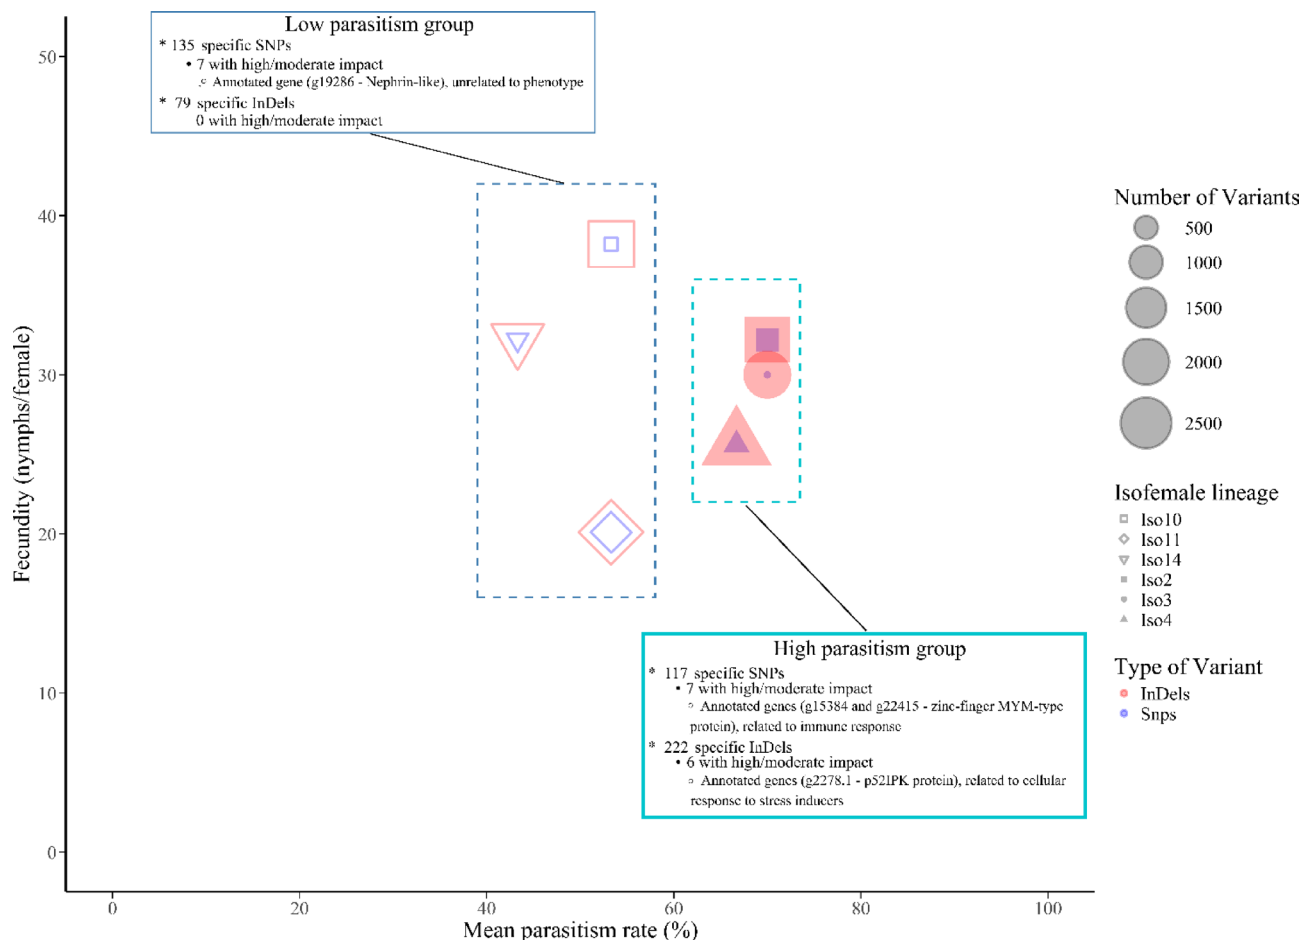 Low parasitism group
* 135 specific SNPs
• 7 with high/moderate impact
○ Annotated gene (g19286 - Nephrin-like), unrelated to phenotype
* 79 specific InDels
0 with high/moderate impact
50
40
30
20
10
0
Fecundity (nymphs/female)
High parasitism group
* 117 specific SNPs
• 7 with high/moderate impact
○ Annotated genes (g15384 and g22415 - zinc-finger MYM-type
protein), related to immune response
* 222 specific InDels
• 6 with high/moderate impact
○ Annotated genes (g2278.1 - p52IPK protein), related to cellular
response to stress inducers
0
20
40
60
80
100
Mean parasitism rate (%)
Number of Variants
500
1000
1500
2000
2500
Isofemale lineage
Iso10
Iso11
Iso14
Iso2
Iso3
Iso4
Type of Variant
InDels
Snps